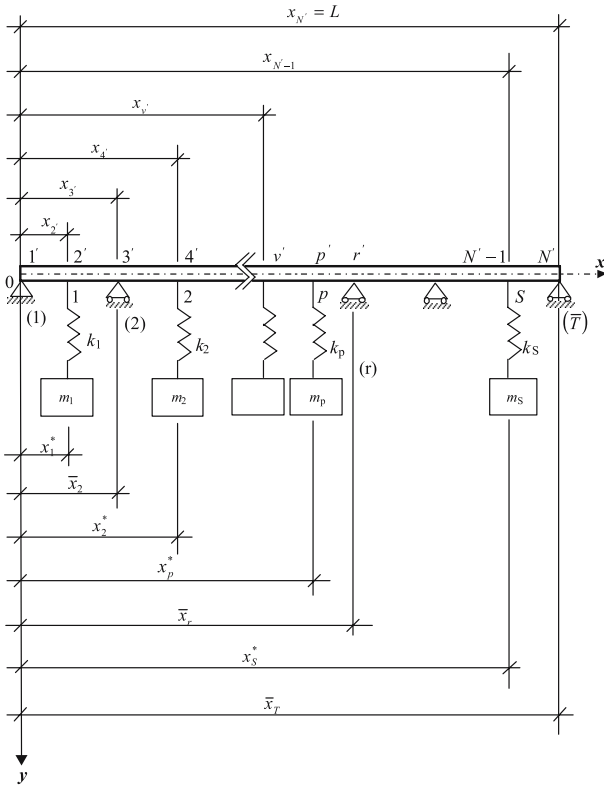 x_{N'} = L
x_{N'-1}
x_{v'}
x_{4'}
x_{3'}
x_{2'}
1' 2' 3' 4' v' p' r' N'-1 N' x
0 1 2 p S
(1) (2) (r) (T̅)
k_1 k_2 k_p k_S
m_1 m_2 m_p m_S
x_1^*
x̅_2
x_2^*
x_p^*
x̅_r
x_S^*
x̅_T
y